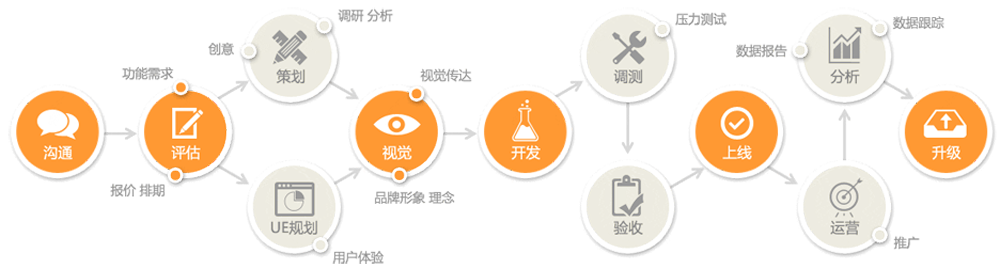 沟通
功能需求
评估
报价 排期
调研 分析
创意
策划
UE规划
用户体验
视觉传达
视觉
品牌形象 理念
开发
压力测试
调测
验收
上线
数据跟踪
数据报告
分析
运营
推广
升级